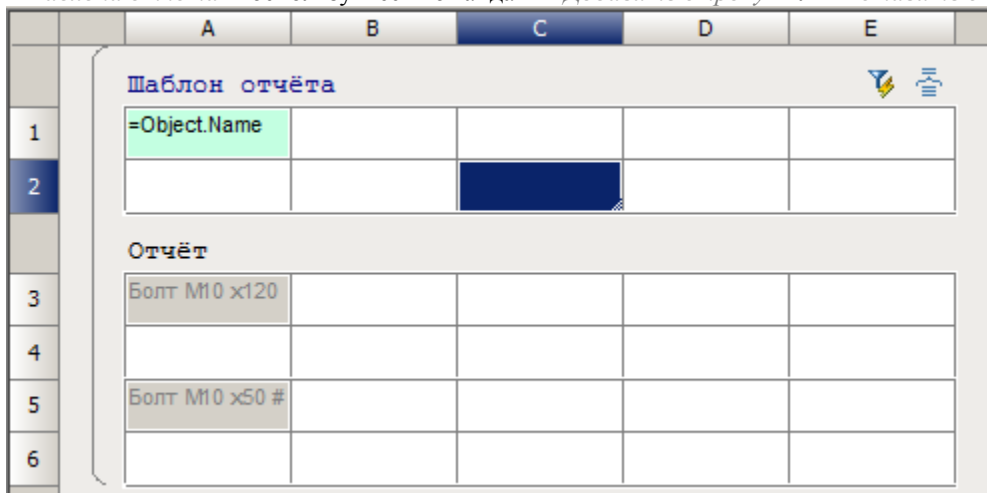 A B C D E
Шаблон отчёта
1 =Object.Name
2
Отчёт
3 Болт М10 х120
4
5 Болт М10 х50 #
6